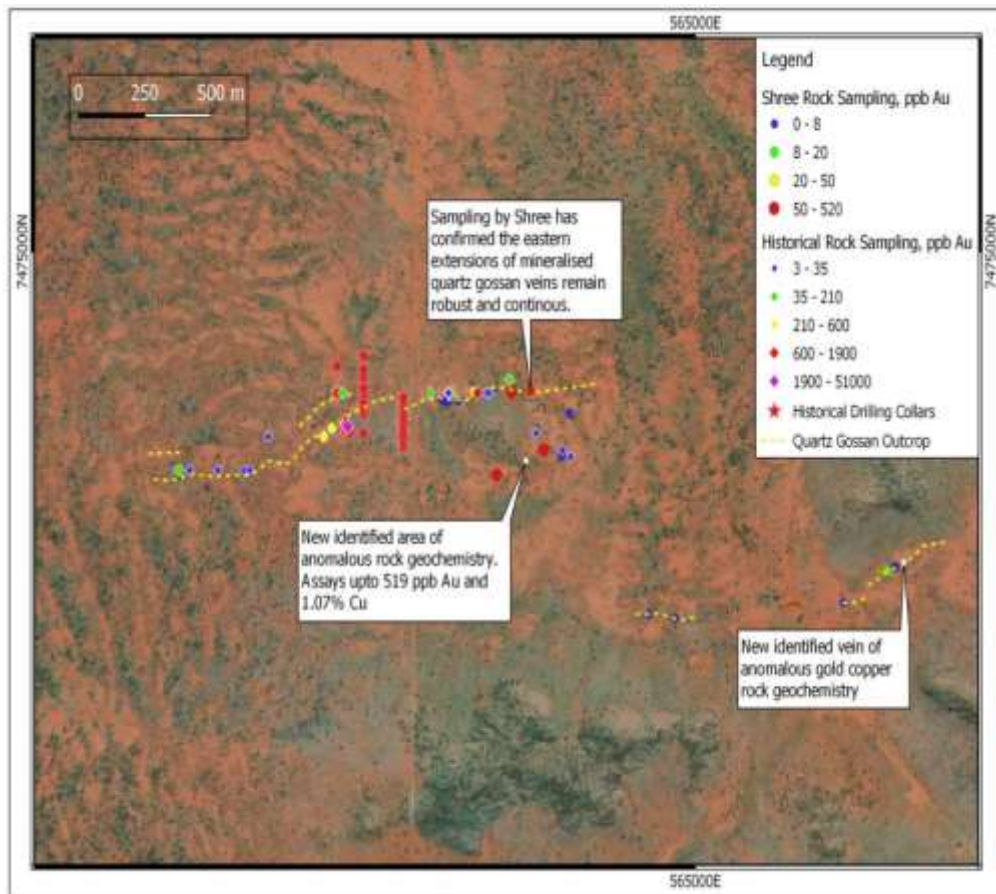 565000E
Legend
0 250 500 m
Shree Rock Sampling, ppb Au
0 - 8
8 - 20
20 - 50
50 - 520
Sampling by Shree has
confirmed the eastern
extensions of mineralised
quartz gossan veins remain
robust and continous.
7475000N
7475000N
Historical Rock Sampling, ppb Au
3 - 35
35 - 210
210 - 600
600 - 1900
1900 - 51000
Historical Drilling Collars
Quartz Gossan Outcrop
New identified area of
anomalous rock geochemistry.
Assays upto 519 ppb Au and
1.07% Cu
New identified vein of
anomalous gold copper
rock geochemistry
565000E